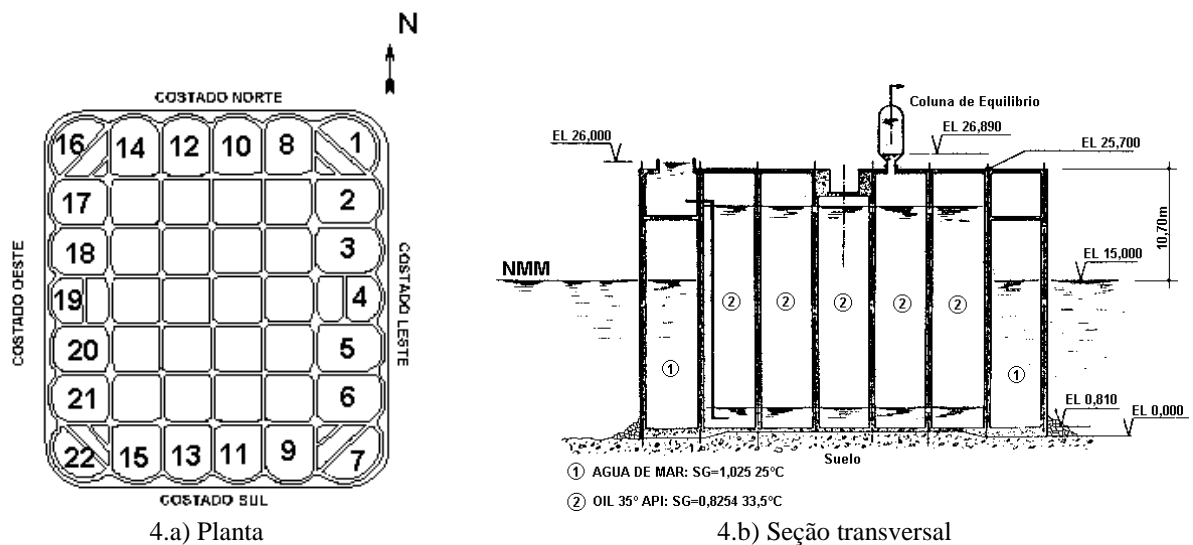 N
COSTADO NORTE
16 14 12 10 8 1
17 2
18 3
19 4
20 5
21 6
22 15 13 11 9 7
COSTADO OESTE
COSTADO LESTE
COSTADO SUL
4.a) Planta
Coluna de Equilibrio
EL 26,000
EL 26,890
EL 25,700
10,70m
NMM
EL 15,000
2 2 2 2 2
1 1
EL 0,810
EL 0,000
Suelo
1 AGUA DE MAR: SG=1,025 25°C
2 OIL 35° API: SG=0,8254 33,5°C
4.b) Seção transversal